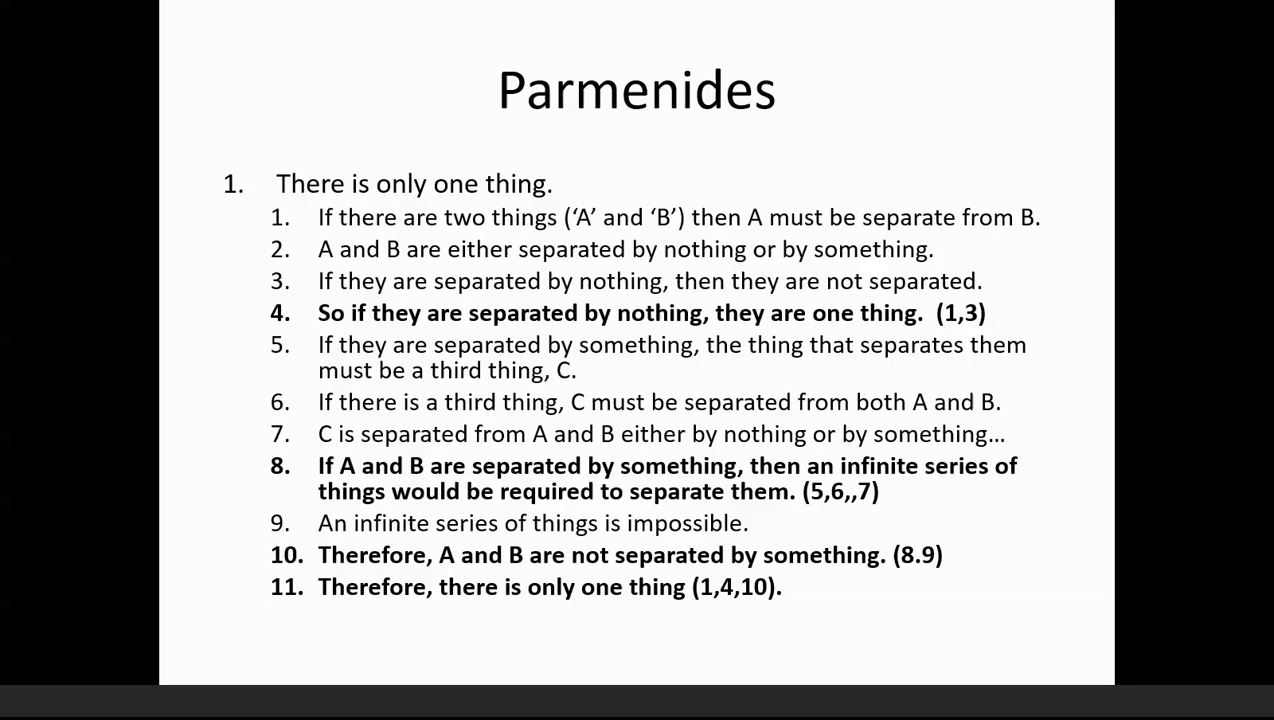 Parmenides
1. There is only one thing.
1. If there are two things (‘A’ and ‘B’) then A must be separate from B.
2. A and B are either separated by nothing or by something.
3. If they are separated by nothing, then they are not separated.
4. So if they are separated by nothing, they are one thing. (1,3)
5. If they are separated by something, the thing that separates them
must be a third thing, C.
6. If there is a third thing, C must be separated from both A and B.
7. C is separated from A and B either by nothing or by something…
8. If A and B are separated by something, then an infinite series of
things would be required to separate them. (5,6,,7)
9. An infinite series of things is impossible.
10. Therefore, A and B are not separated by something. (8.9)
11. Therefore, there is only one thing (1,4,10).